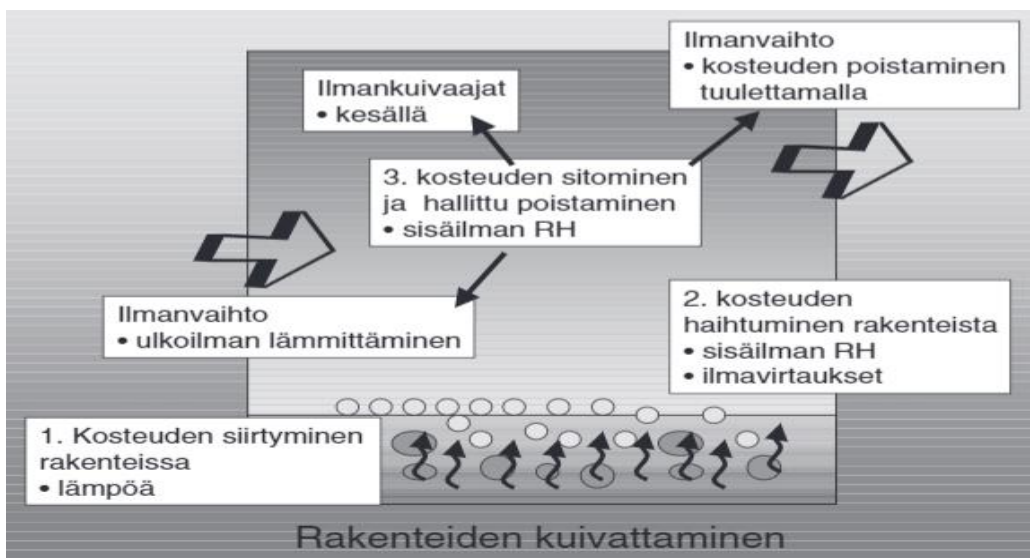 Ilmanvaihto
• kosteuden poistaminen
tuulettamalla
Ilmankuivaajat
• kesällä
3. kosteuden sitominen
ja hallittu poistaminen
• sisäilman RH
Ilmanvaihto
• ulkoilman lämmittäminen
2. kosteuden
haihtuminen rakenteista
• sisäilman RH
• ilmavirtaukset
1. Kosteuden siirtyminen
rakenteissa
• lämpöä
Rakenteiden kuivattaminen